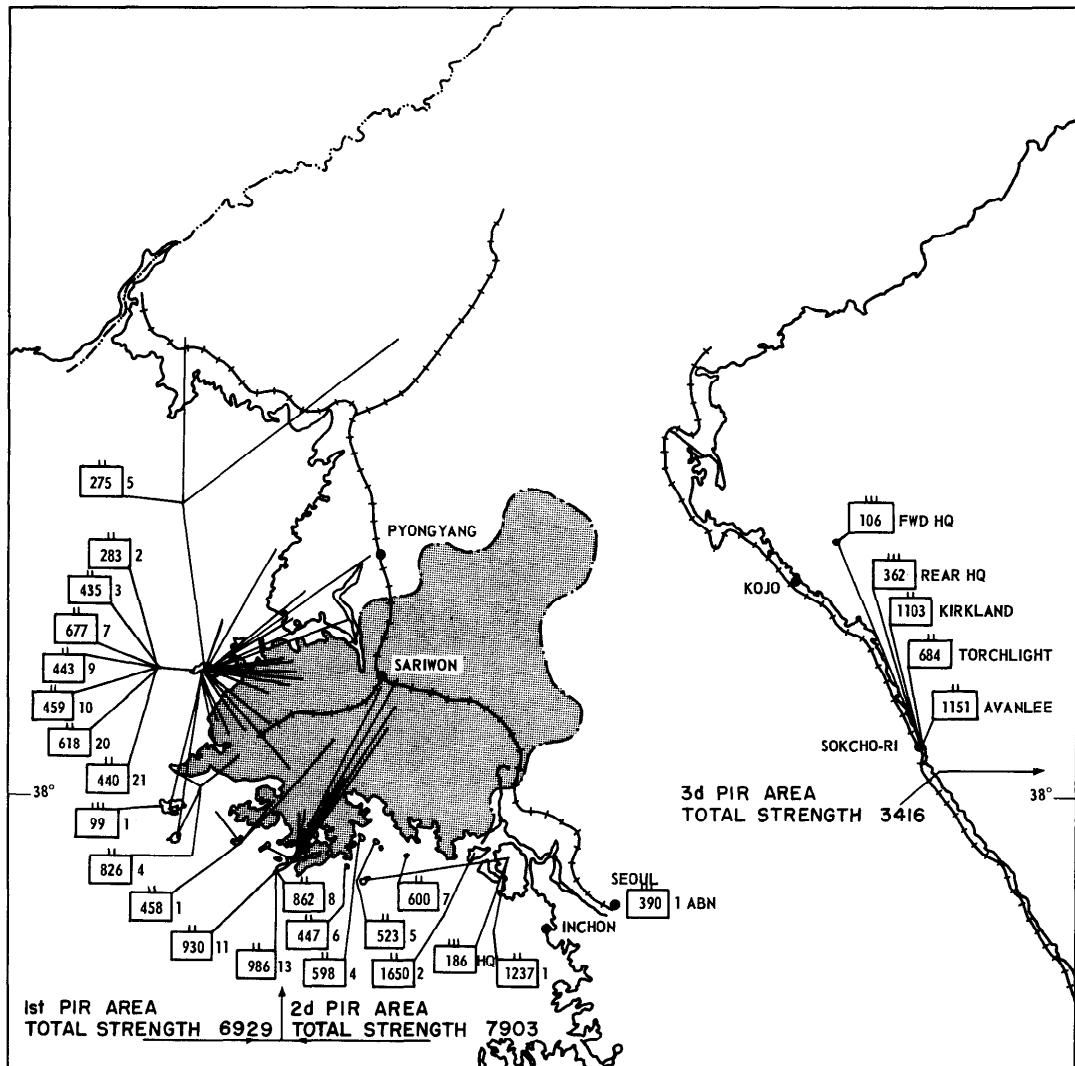 275 5
283 2
435 3
677 7
443 9
459 10
618 20
440 21
99 1
826 4
458 1
930 11
986 13
PYONGYANG
SARIWON
38°
862 8
447 6
598 4
523 5
600 7
1650 2
186 HQ
1237 1
SEOUL
390 1 ABN
INCHON
1st PIR AREA
TOTAL STRENGTH 6929
2d PIR AREA
TOTAL STRENGTH 7903
106 FWD HQ
362 REAR HQ
1103 KIRKLAND
684 TORCHLIGHT
1151 AVANLEE
KOJO
SOKCHO-RI
3d PIR AREA
TOTAL STRENGTH 3416
38°